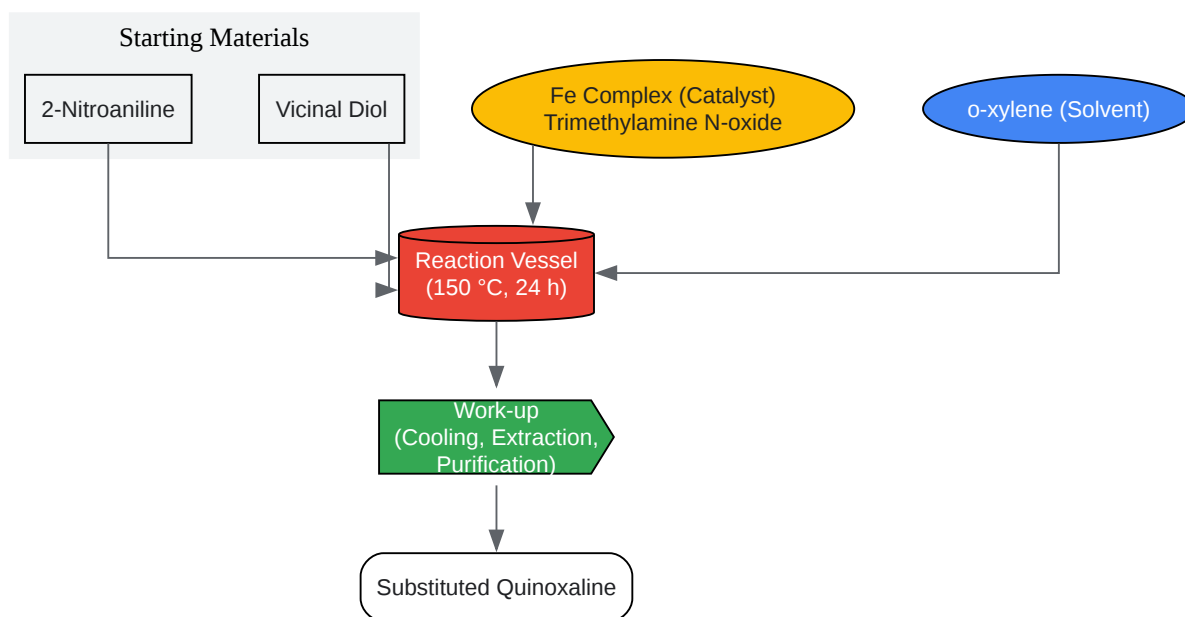 Starting Materials
2-Nitroaniline
Vicinal Diol
Fe Complex (Catalyst)
Trimethylamine N-oxide
o-xylene (Solvent)
Reaction Vessel
(150 °C, 24 h)
Work-up
(Cooling, Extraction,
Purification)
Substituted Quinoxaline